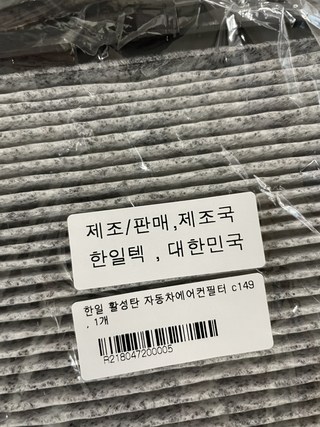 제조/판매,제조국
한일텍 , 대한민국
한일 활성탄 자동차에어컨필터 c149
, 1개
R218047200005